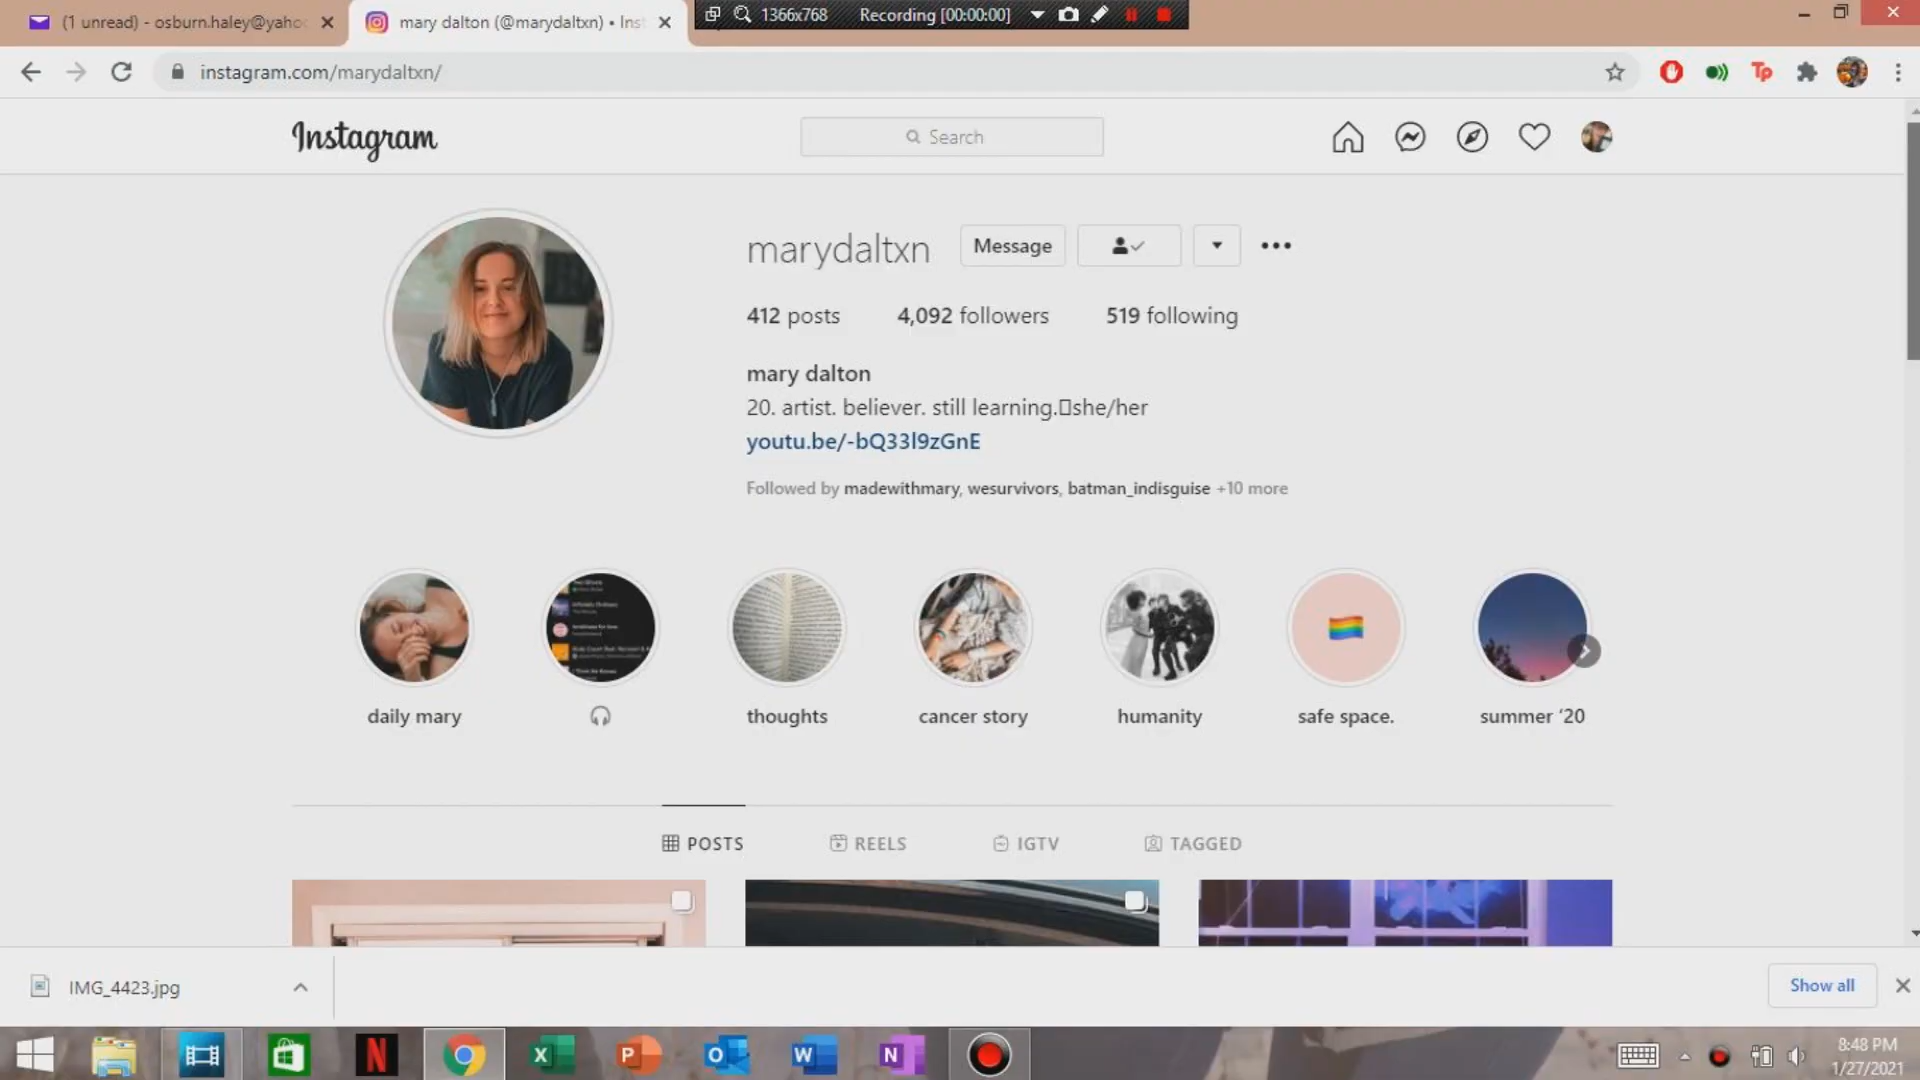 (1 unread) - osburn.haley@yahoo
mary dalton (@marydaltxn) • Inst
1366x768
Recording [00:00:00]
instagram.com/marydaltxn/
Tp
Instagram
Search
marydaltxn
Message
412 posts
4,092 followers
519 following
mary dalton
20. artist. believer. still learning.▯she/her
youtu.be/-bQ33l9zGnE
Followed by madewithmary, wesurvivors, batman_indisguise +10 more
daily mary
thoughts
cancer story
humanity
safe space.
summer ‘20
POSTS
REELS
IGTV
TAGGED
IMG_4423.jpg
Show all
8:48 PM
1/27/2021